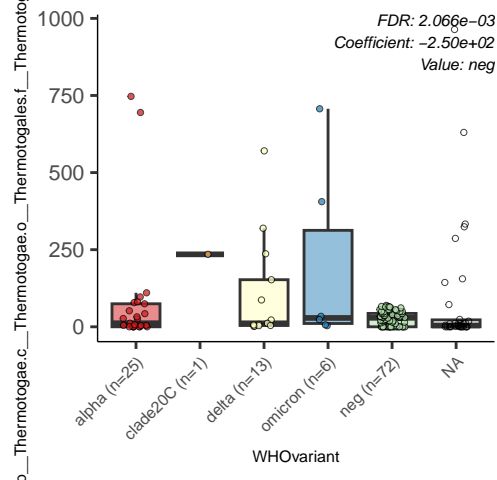 FDR: 2.066e−03
Coefficient: −2.50e+02
Value: neg
1000
750
500
250
0
alpha (n=25)
clade20C (n=1)
delta (n=13)
omicron (n=6)
neg (n=72)
NA
WHOvariant
__Thermotogae.c__Thermotogae.o__Thermotogales.f__Thermotog